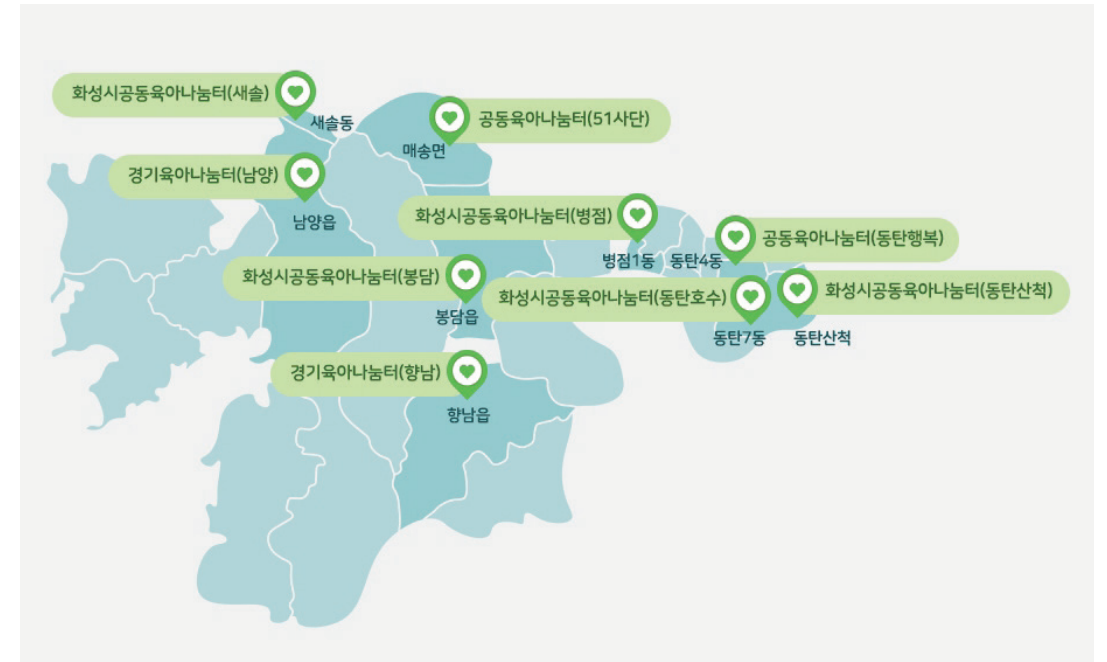 화성시공동육아나눔터(새솔)
새솔동
공동육아나눔터(51사단)
매송면
경기육아나눔터(남양)
남양읍
화성시공동육아나눔터(병점)
병점1동
동탄4동
공동육아나눔터(동탄행복)
화성시공동육아나눔터(봉담)
봉담읍
화성시공동육아나눔터(동탄호수)
동탄7동
화성시공동육아나눔터(동탄산척)
동탄산척
경기육아나눔터(향남)
향남읍